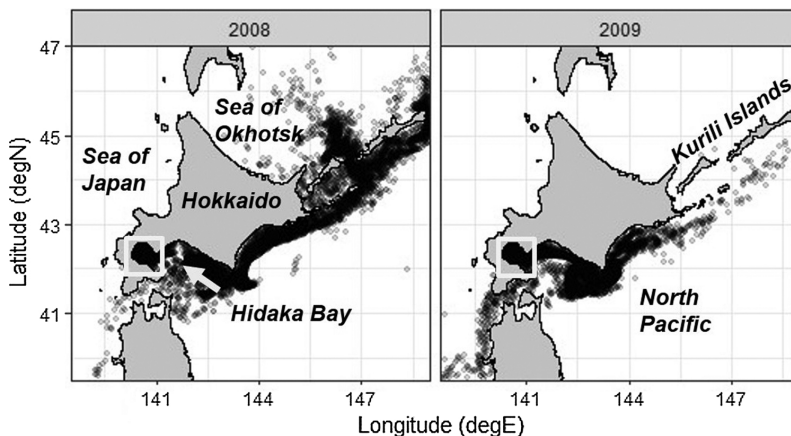 2008
2009
47
45
43
41
Latitude (degN)
Sea of
Okhotsk
Sea of
Japan
Hokkaido
Hidaka Bay
Kurili Islands
North
Pacific
141
144
147
141
144
147
Longitude (degE)